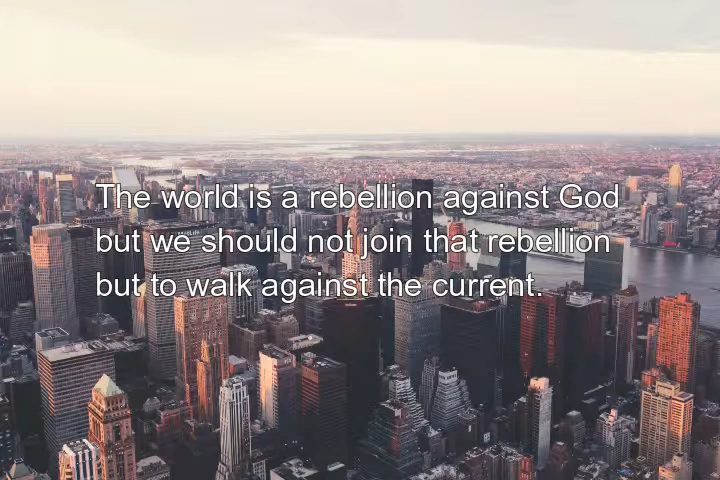 The world is a rebellion against God
but we should not join that rebellion
but to walk against the current.